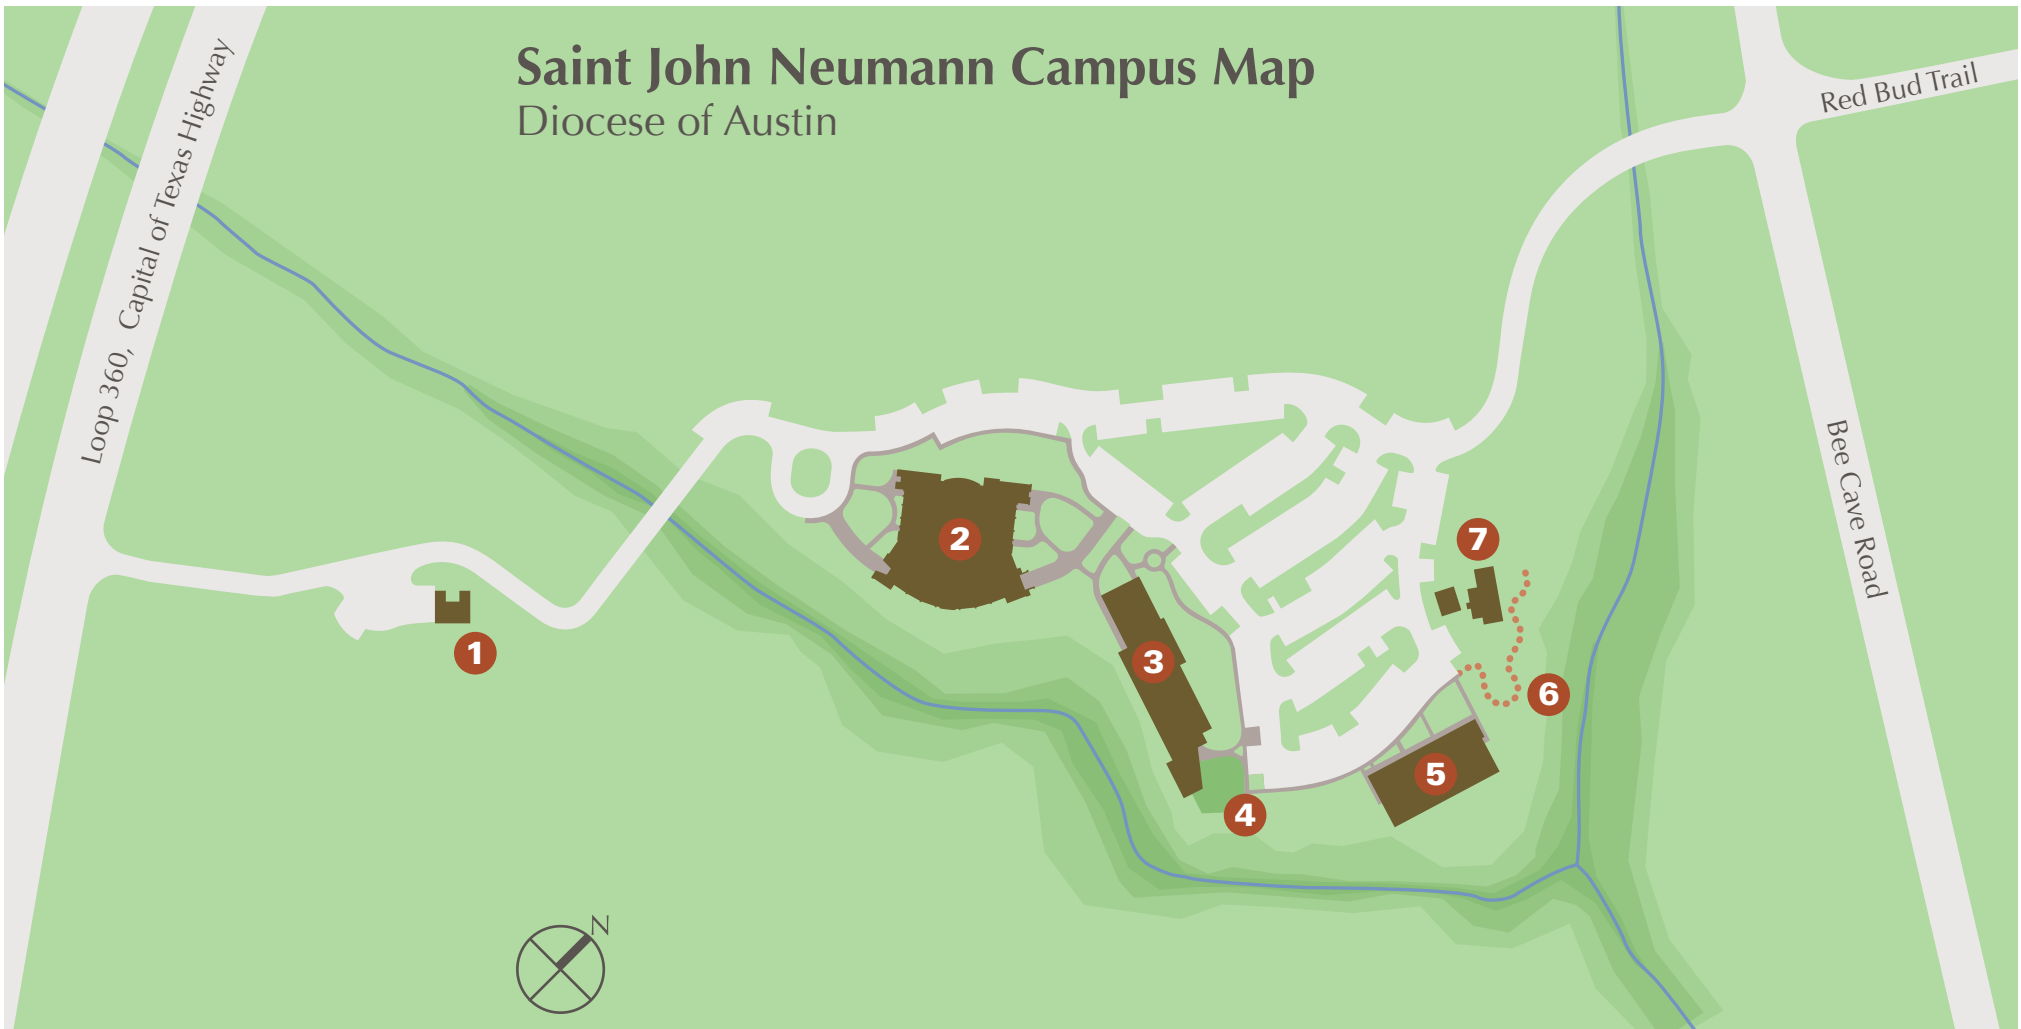 Saint John Neumann Campus Map
Diocese of Austin
Loop 360, Capital of Texas Highway
Red Bud Trail
Bee Cave Road
1
2
3
4
5
6
7
N